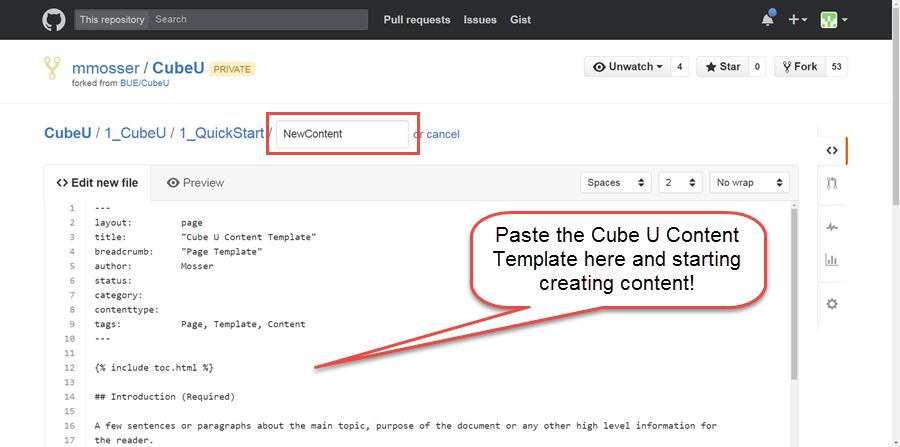 This repository Search Pull requests Issues Gist
mmosser / CubeU PRIVATE Unwatch 4 Star 0 Fork 53
forked from BUE/CubeU
CubeU / 1_CubeU / 1_QuickStart / NewContent or cancel
<> Edit new file Preview Spaces 2 No wrap
1 ---
2 layout: page
3 title: "Cube U Content Template"
4 breadcrumb: "Page Template"
5 author: Mosser
6 status:
7 category:
8 contenttype:
9 tags: Page, Template, Content
10 ---
11
12 {% include toc.html %}
13
14 ## Introduction (Required)
15
16 A few sentences or paragraphs about the main topic, purpose of the document or any other high level information for
the reader.
17
Paste the Cube U Content
Template here and starting
creating content!